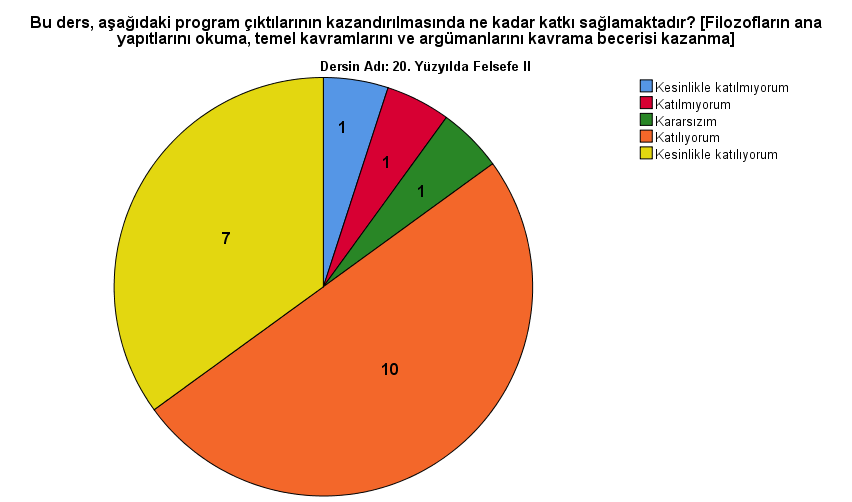 Bu ders, aşağıdaki program çıktılarının kazandırılmasında ne kadar katkı sağlamaktadır? [Filozofların ana
yapıtlarını okuma, temel kavramlarını ve argümanlarını kavrama becerisi kazanma]
Dersin Adı: 20. Yüzyılda Felsefe II
Kesinlikle katılmıyorum
Katılmıyorum
Kararsızım
Katılıyorum
Kesinlikle katılıyorum
1
1
1
7
10